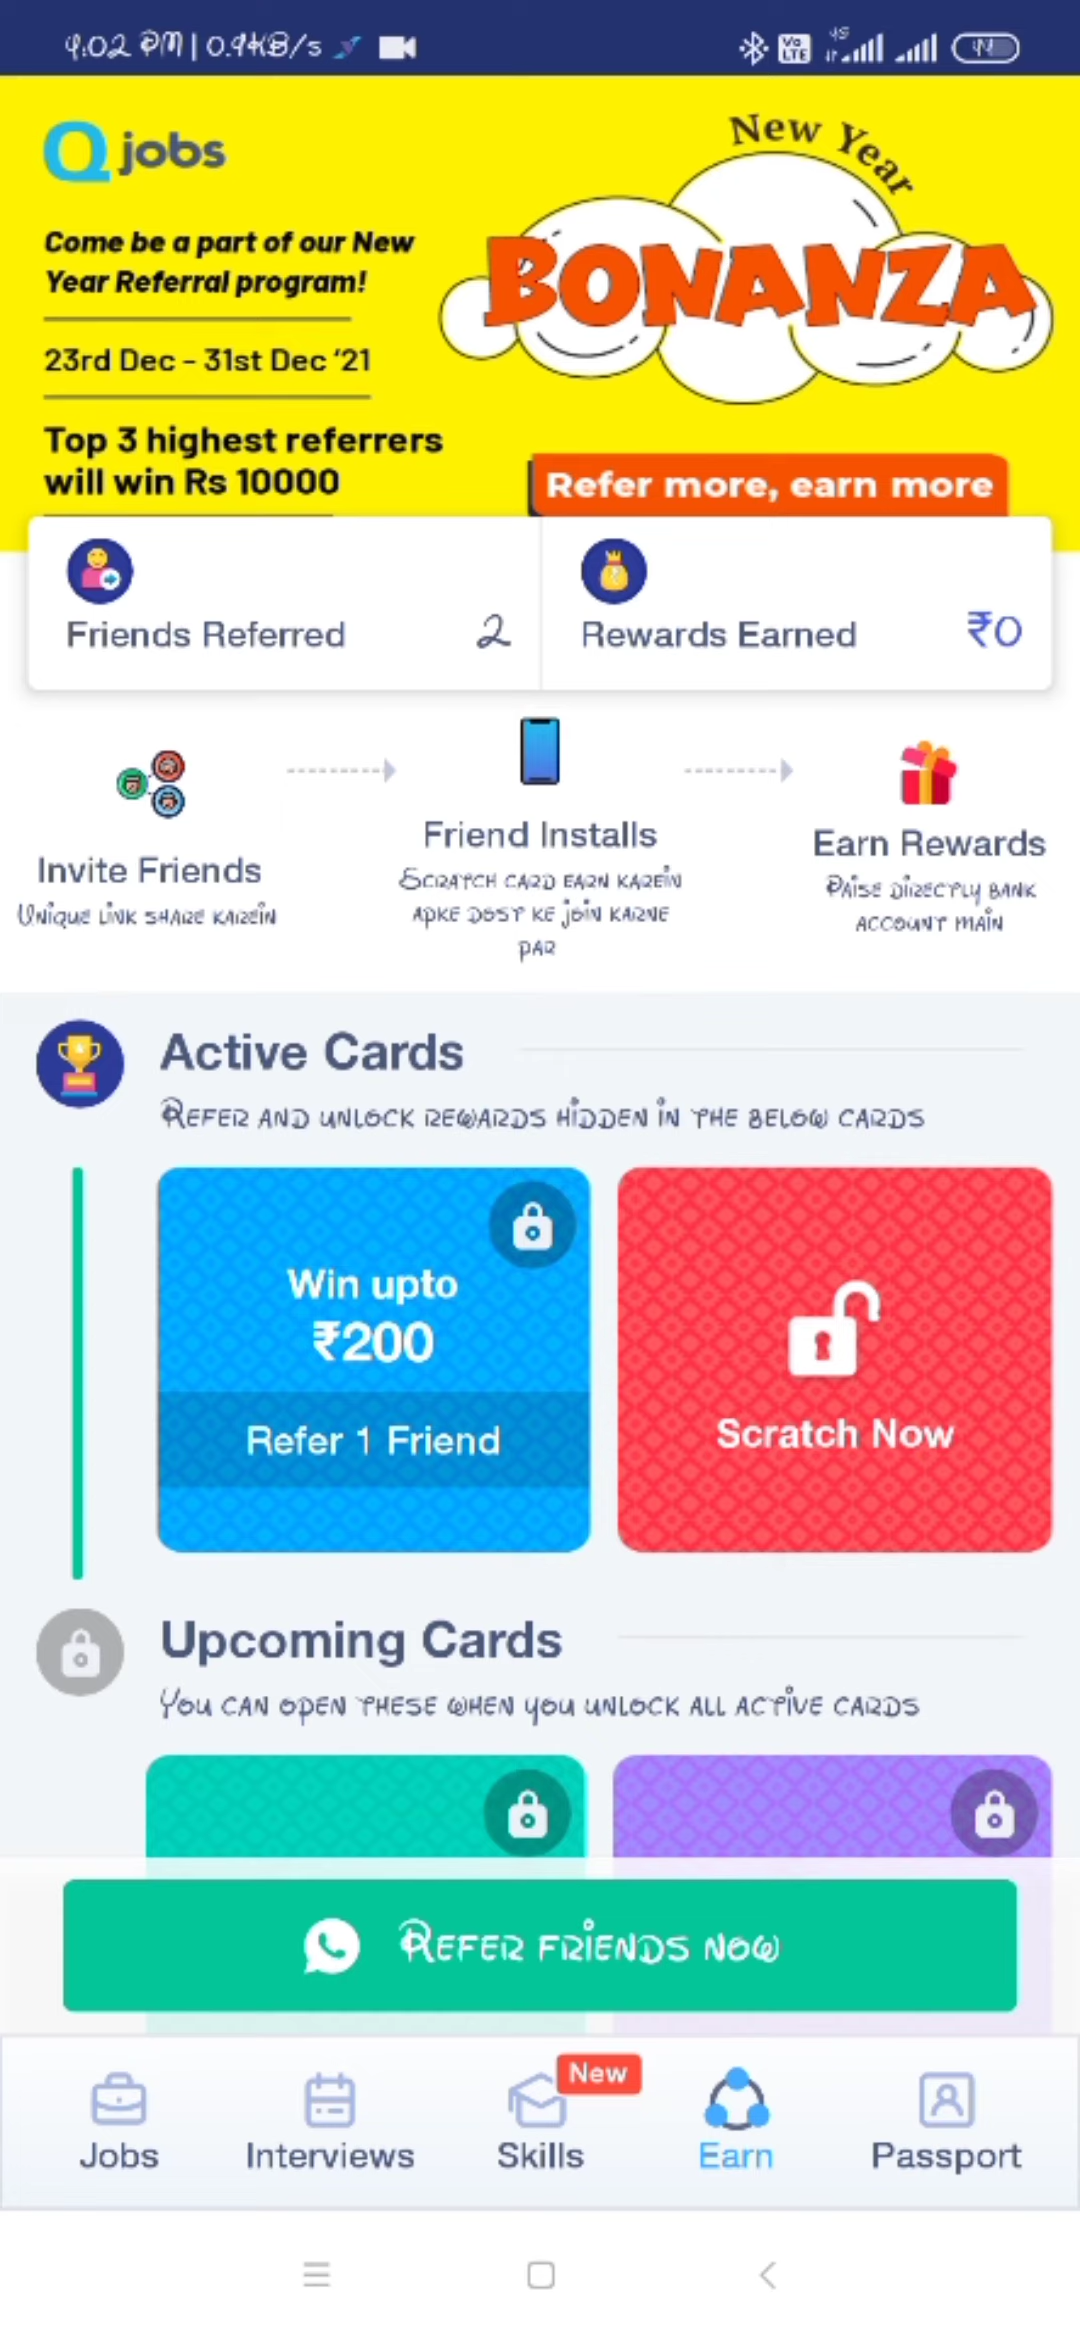 9:02 PM | 0.9KB/s
Q jobs
New Year
BONANZA
Come be a part of our New
Year Referral program!
23rd Dec - 31st Dec '21
Top 3 highest referrers
will win Rs 10000
Refer more, earn more
Friends Referred 2
Rewards Earned ₹0
Invite Friends
Unique link share karein
Friend Installs
Scratch card earn karein
apke dost ke join karne
par
Earn Rewards
Paise directly bank
account main
Active Cards
Refer and unlock rewards hidden in the below cards
Win upto
₹200
Refer 1 Friend
Scratch Now
Upcoming Cards
You can open these when you unlock all active cards
Refer friends now
New
Jobs
Interviews
Skills
Earn
Passport